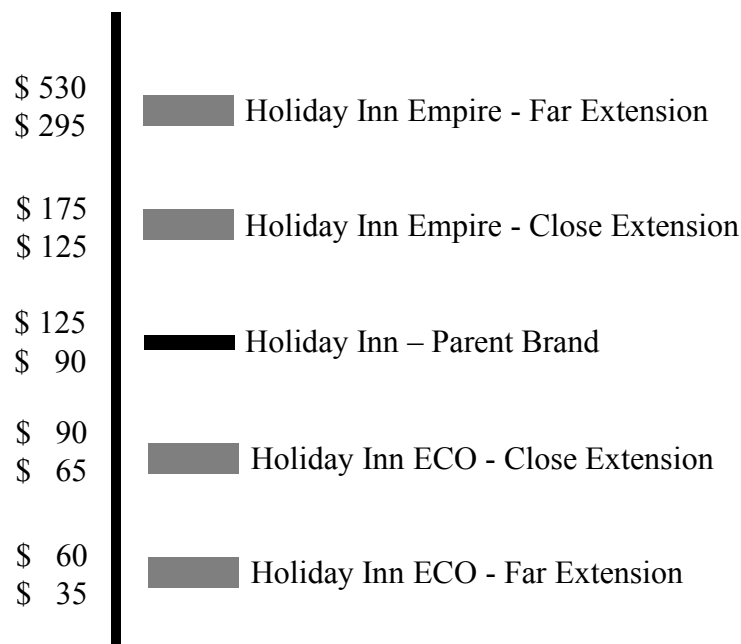 $ 530
$ 295
Holiday Inn Empire - Far Extension
$ 175
$ 125
Holiday Inn Empire - Close Extension
$ 125
$ 90
Holiday Inn – Parent Brand
$ 90
$ 65
Holiday Inn ECO - Close Extension
$ 60
$ 35
Holiday Inn ECO - Far Extension